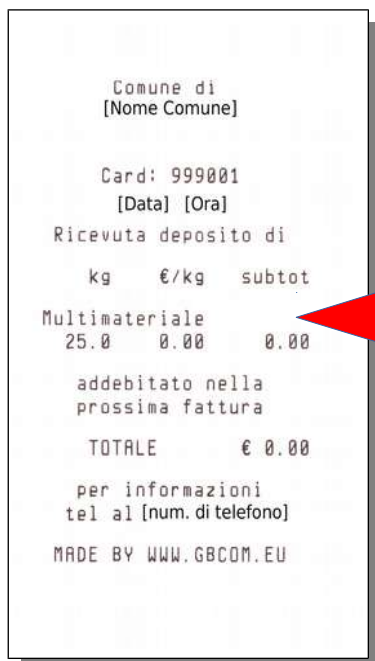 Comune di
[Nome Comune]
Card: 999001
[Data] [Ora]
Ricevuta deposito di
kg €/kg subtot
Multimateriale
25.0 0.00 0.00
addebitato nella
prossima fattura
TOTALE € 0.00
per informazioni
tel al [num. di telefono]
MADE BY WWW.GBCOM.EU